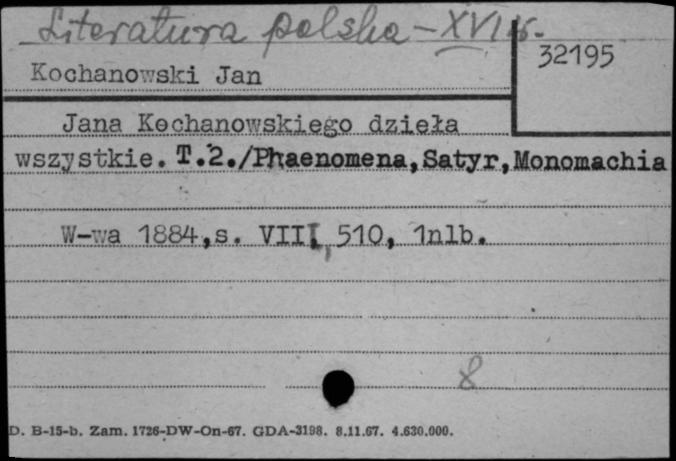 Literatura polska - XVI w.
32195
Kochanowski Jan
Jana Kochanowskiego dzieła
wszystkie. T.2./Phaenomena,Satyr,Monomachia
W-wa 1884,s. VIII, 510, 1nlb.
8
D. B-15-b. Zam. 1726-DW-On-67. GDA-3198. 8.11.67. 4.630.000.